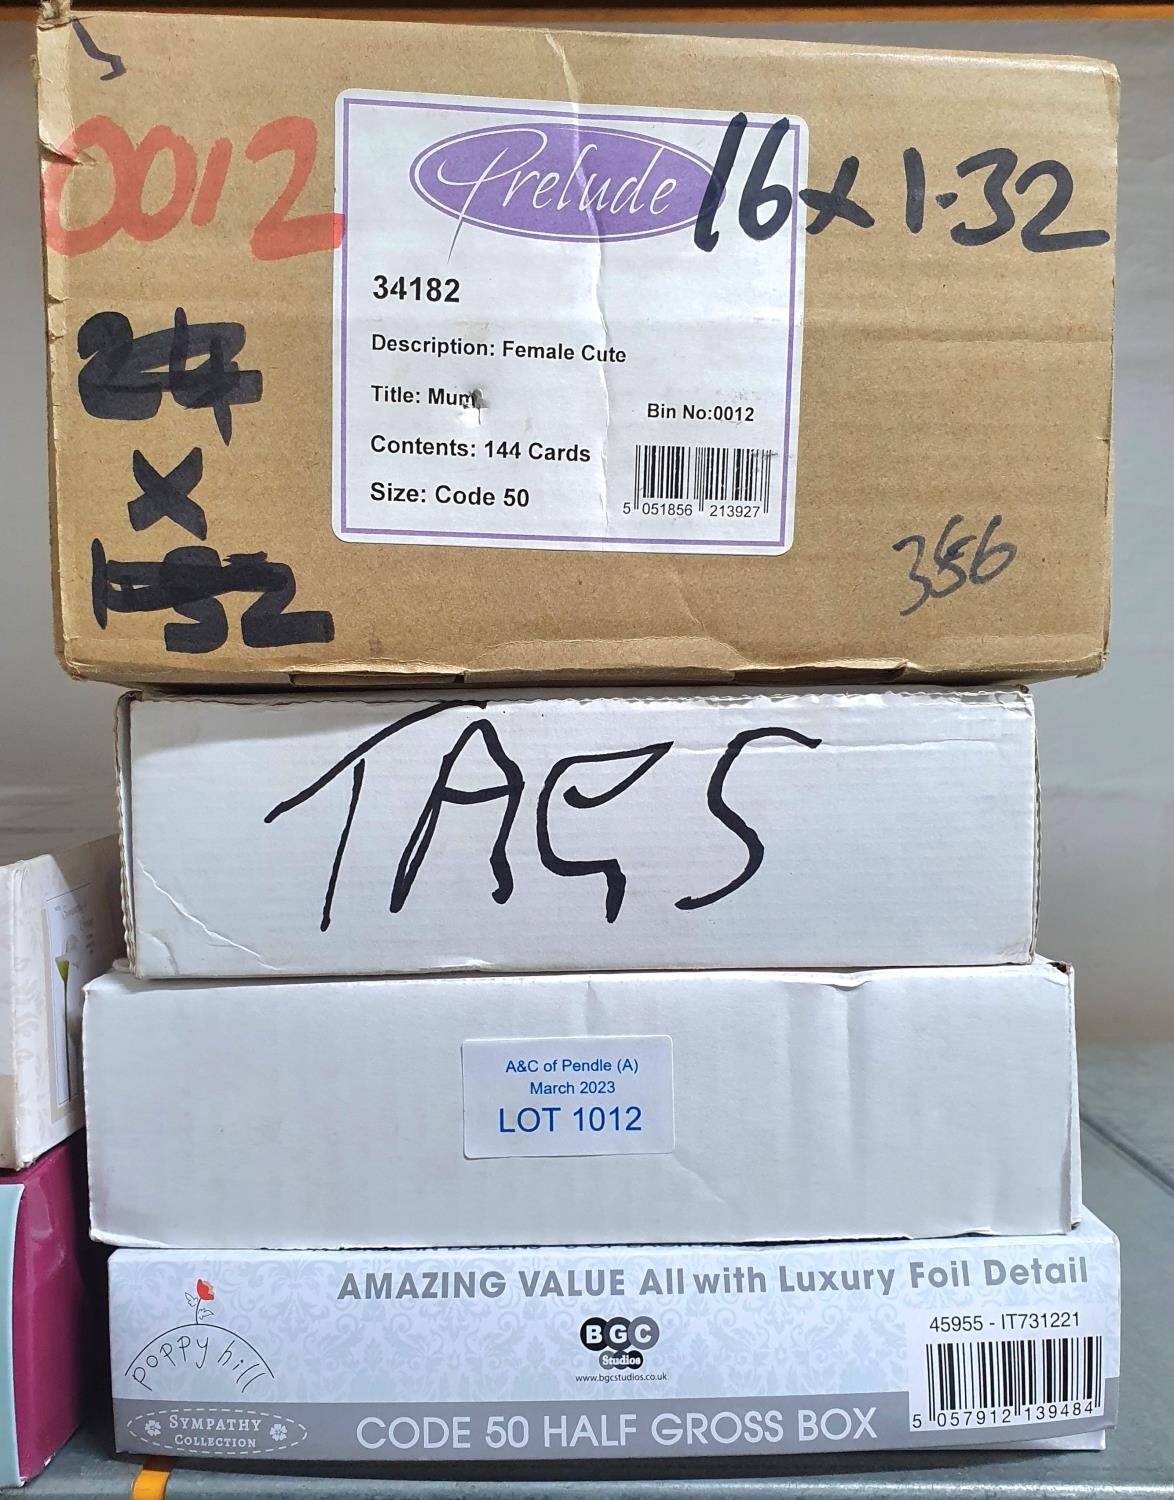 0012
Prelude
16 x 1.32
34182
Description: Female Cute
Title: Mum
Bin No:0012
Contents: 144 Cards
Size: Code 50
5 051856 213927
24
x
1.32
356
TAGS
A&C of Pendle (A)
March 2023
LOT 1012
AMAZING VALUE All with Luxury Foil Detail
poppy hill
BGC
Studios
www.bgcstudios.co.uk
45955 - IT731221
5 057912 139484
SYMPATHY
COLLECTION
CODE 50 HALF GROSS BOX